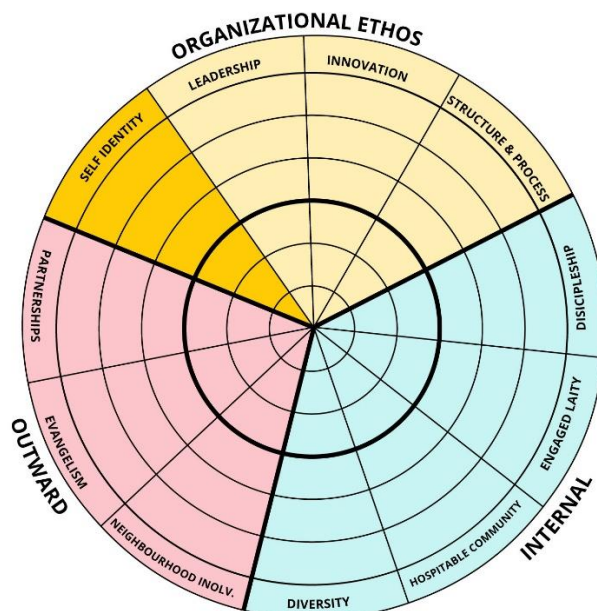 ORGANIZATIONAL ETHOS
LEADERSHIP
INNOVATION
STRUCTURE & PROCESS
SELF IDENTITY
PARTNERSHIPS
DISICIPLESHIP
ENGAGED LAITY
EVANGELISM
OUTWARD
INTERNAL
NEIGHBOURHOOD INOLV.
HOSPITABLE COMMUNITY
DIVERSITY